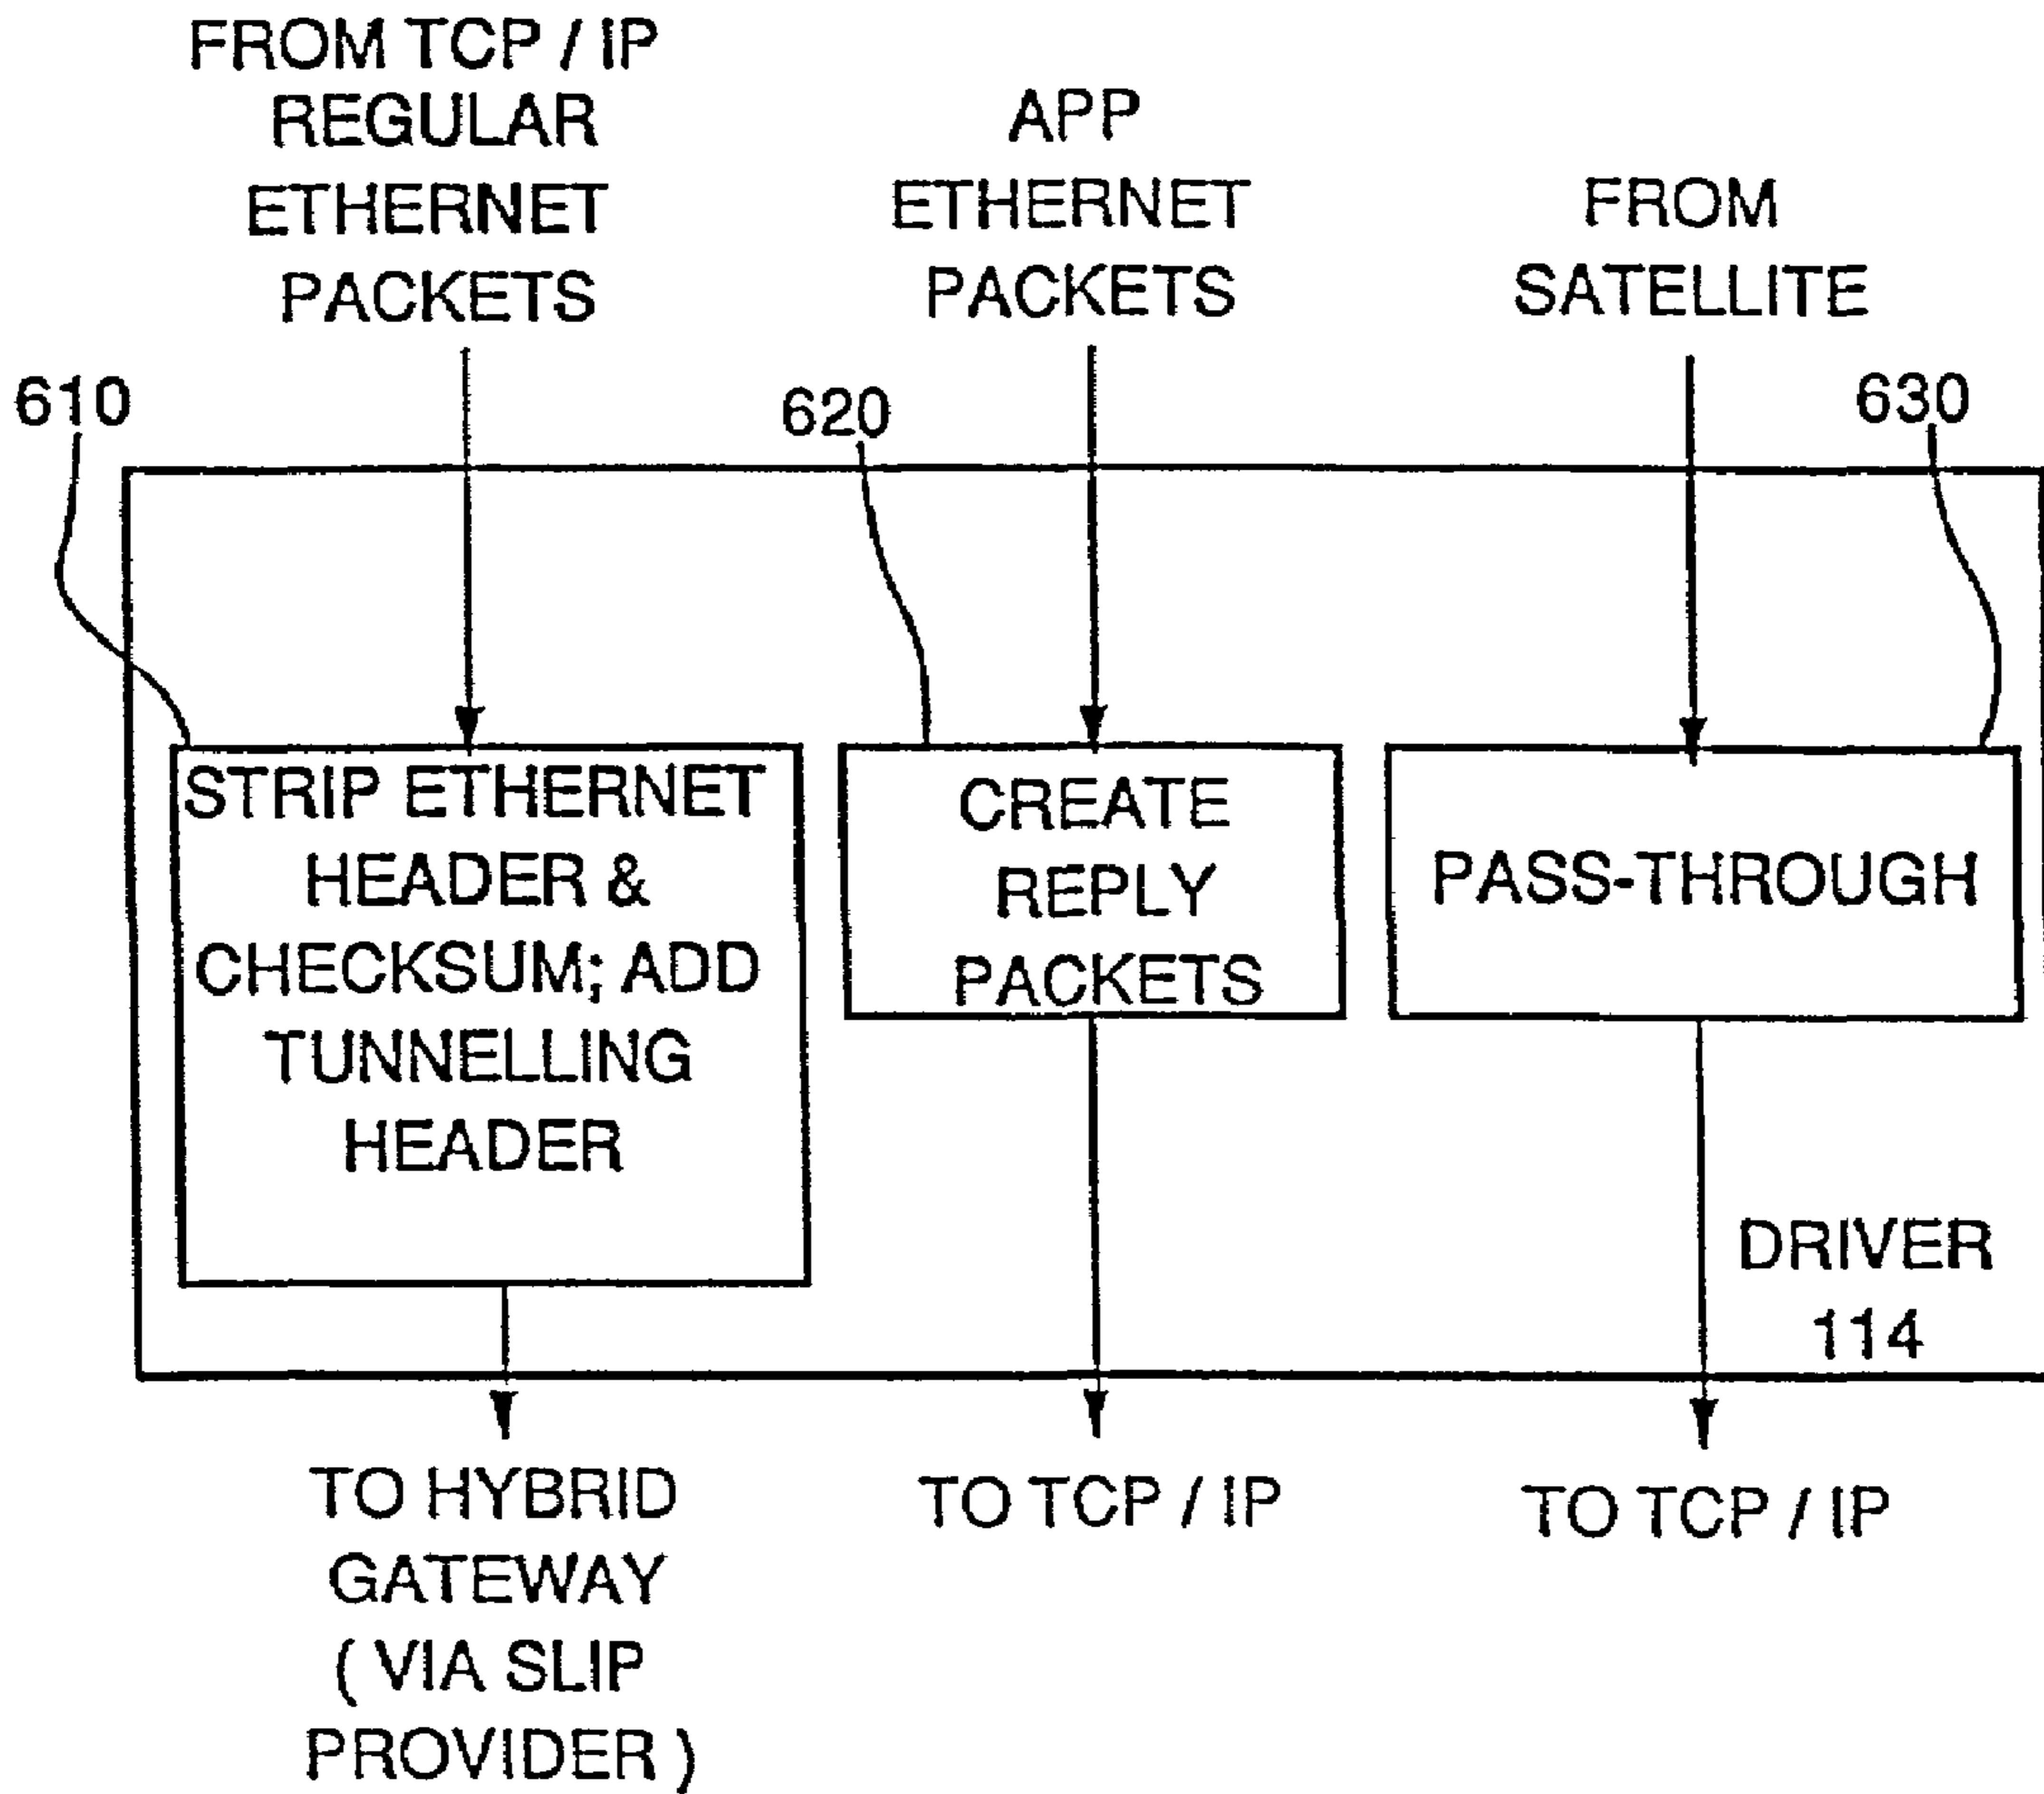 FROM TCP / IP
REGULAR
ETHERNET
PACKETS
APP
ETHERNET
PACKETS
FROM
SATELLITE
610
620
630
STRIP ETHERNET
HEADER &
CHECKSUM; ADD
TUNNELLING
HEADER
CREATE
REPLY
PACKETS
PASS-THROUGH
DRIVER
114
TO HYBRID
GATEWAY
( VIA SLIP
PROVIDER )
TO TCP / IP
TO TCP / IP